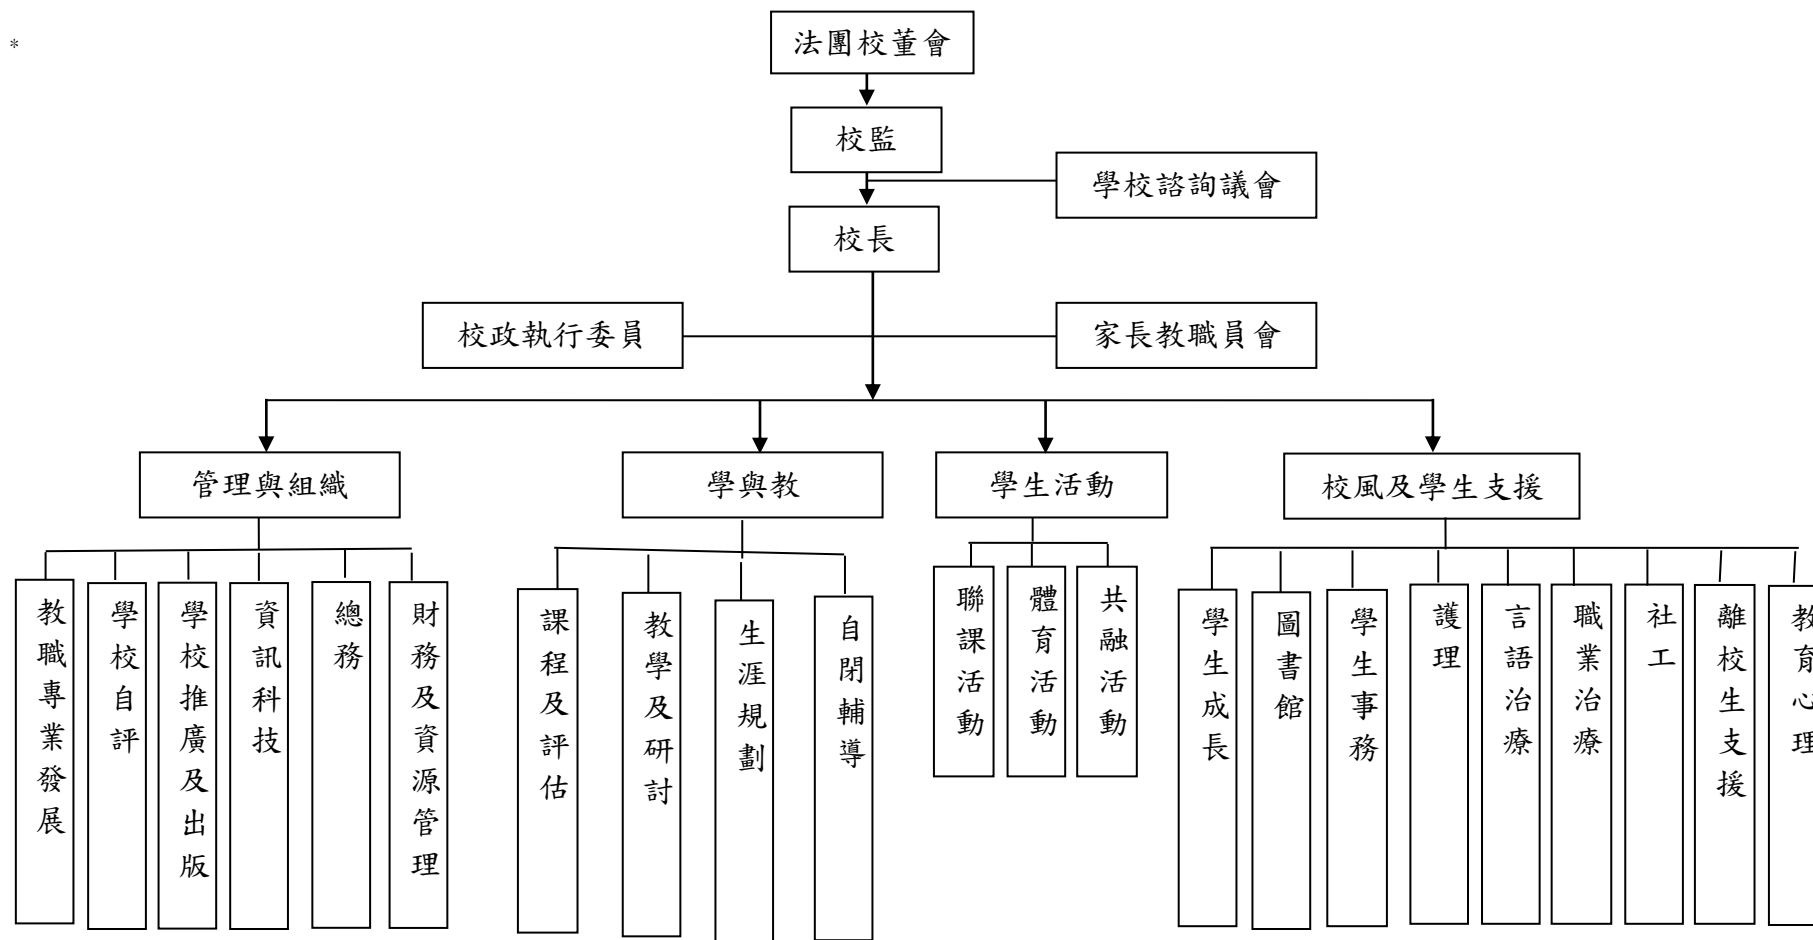 *
法團校董會
校監
學校諮詢議會
校長
校政執行委員
家長教職員會
管理與組織
學與教
學生活動
校風及學生支援
教職專業發展
學校自評
學校推廣及出版
資訊科技
總務
財務及資源管理
課程及評估
教學及研討
生涯規劃
自閉輔導
聯課活動
體育活動
共融活動
學生成長
圖書館
學生事務
護理
言語治療
職業治療
社工
離校生支援
教育心理